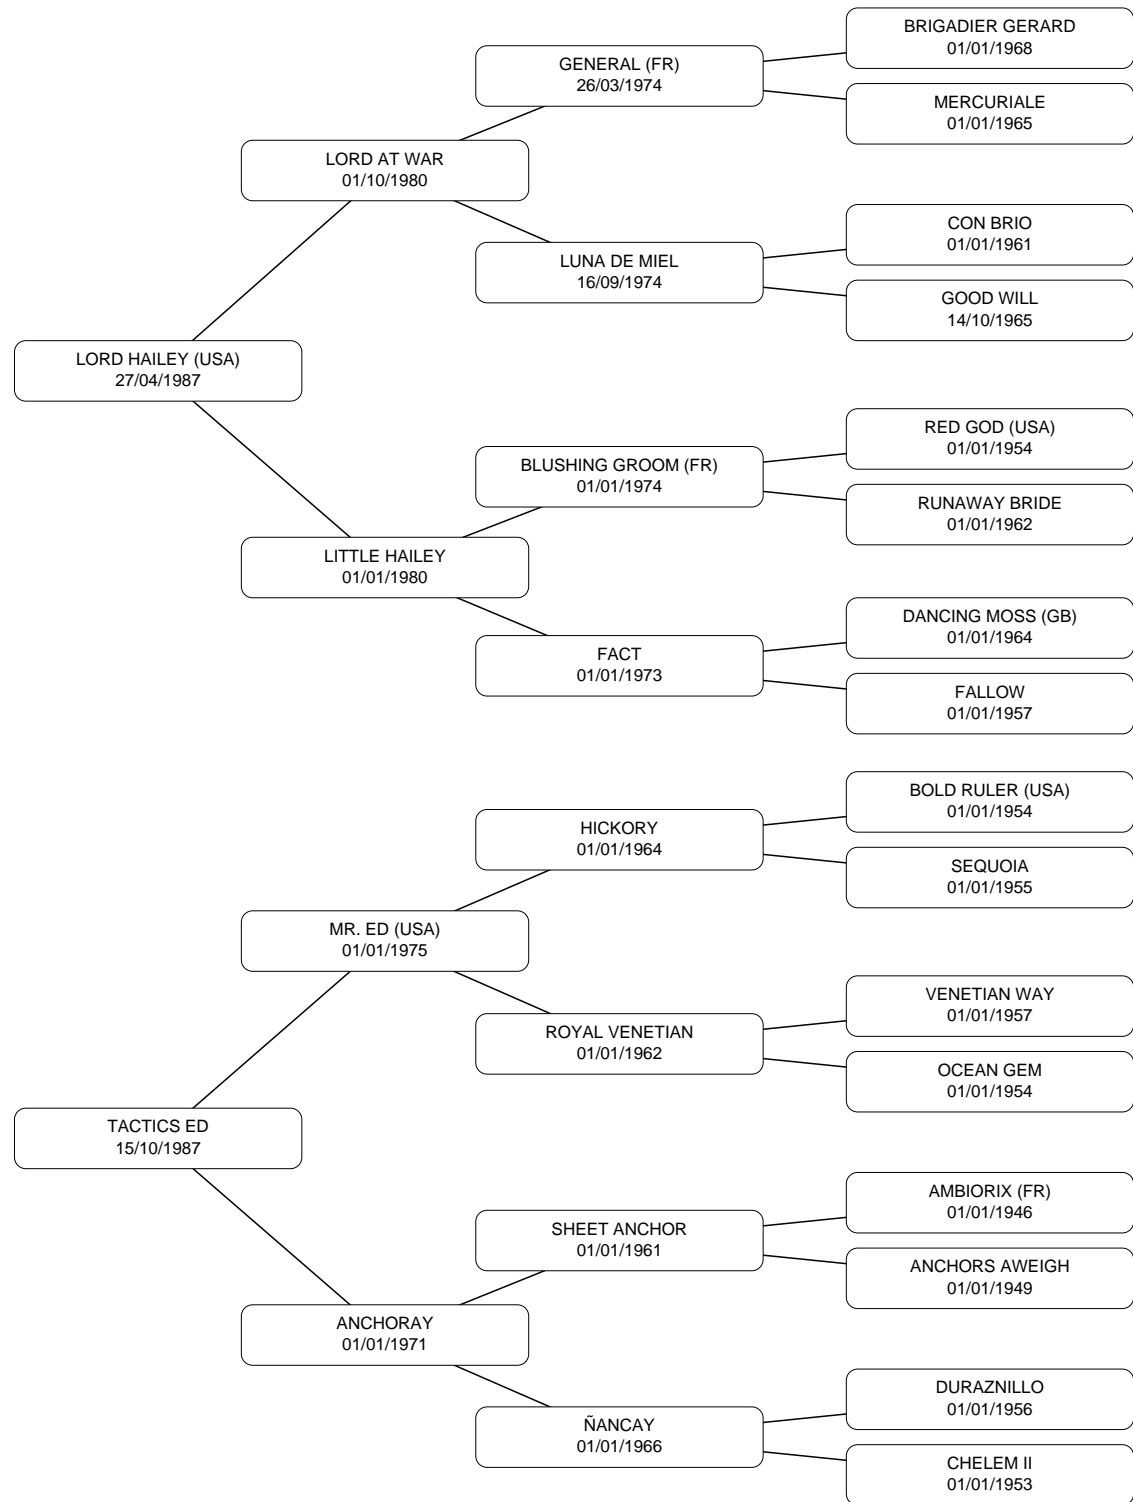 BRIGADIER GERARD
01/01/1968
GENERAL (FR)
26/03/1974
MERCURIALE
01/01/1965
LORD AT WAR
01/10/1980
CON BRIO
01/01/1961
LUNA DE MIEL
16/09/1974
GOOD WILL
14/10/1965
LORD HAILEY (USA)
27/04/1987
RED GOD (USA)
01/01/1954
BLUSHING GROOM (FR)
01/01/1974
RUNAWAY BRIDE
01/01/1962
LITTLE HAILEY
01/01/1980
DANCING MOSS (GB)
01/01/1964
FACT
01/01/1973
FALLOW
01/01/1957
BOLD RULER (USA)
01/01/1954
HICKORY
01/01/1964
SEQUOIA
01/01/1955
MR. ED (USA)
01/01/1975
VENETIAN WAY
01/01/1957
ROYAL VENETIAN
01/01/1962
OCEAN GEM
01/01/1954
TACTICS ED
15/10/1987
AMBIORIX (FR)
01/01/1946
SHEET ANCHOR
01/01/1961
ANCHORS AWEIGH
01/01/1949
ANCHORAY
01/01/1971
DURAZNILLO
01/01/1956
ÑANCAY
01/01/1966
CHELEM II
01/01/1953